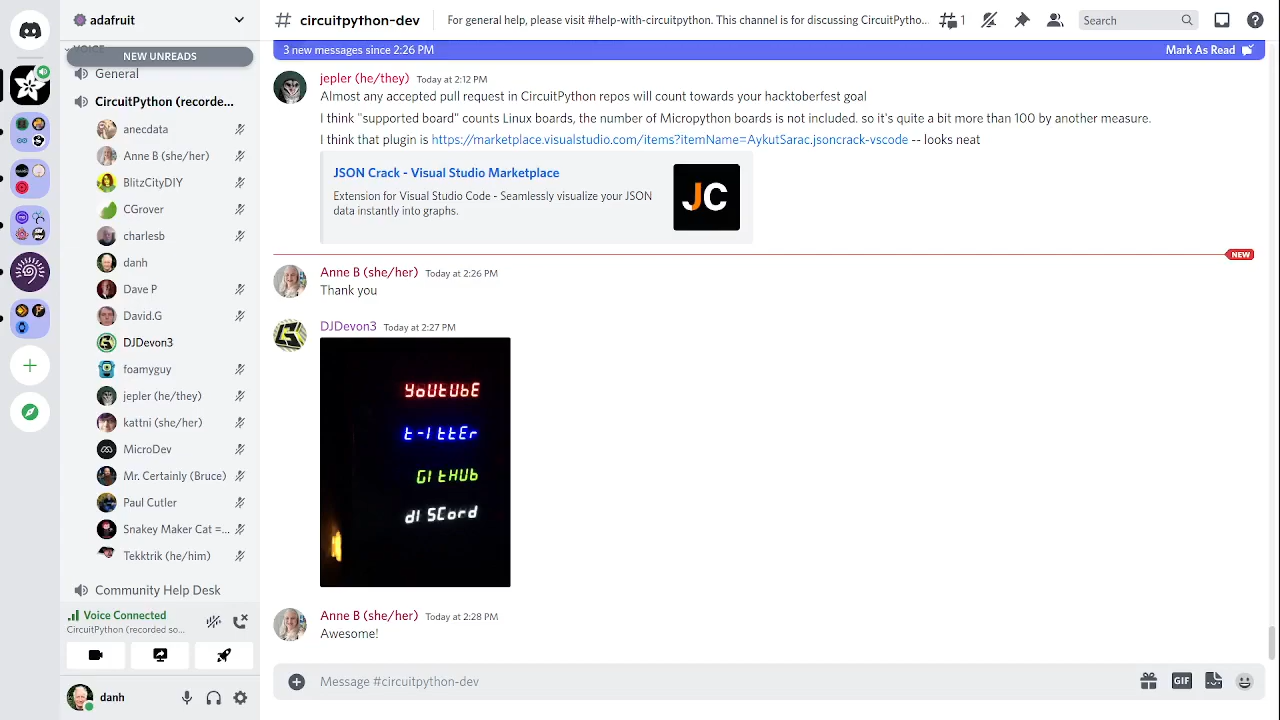 adafruit
# circuitpython-dev
For general help, please visit #help-with-circuitpython. This channel is for discussing CircuitPytho...
1
Search
VOICE
NEW UNREADS
General
CircuitPython (recorde...
anecdata
Anne B (she/her)
BlitzCityDIY
CGrover
charlesb
danh
Dave P
David.G
DJDevon3
foamyguy
jepler (he/they)
kattni (she/her)
MicroDev
Mr. Certainly (Bruce)
Paul Cutler
Snakey Maker Cat =...
Tekktrik (he/him)
Community Help Desk
Voice Connected
CircuitPython (recorded so...
danh
3 new messages since 2:26 PM
Mark As Read
jepler (he/they) Today at 2:12 PM
Almost any accepted pull request in CircuitPython repos will count towards your hacktoberfest goal
I think "supported board" counts Linux boards, the number of Micropython boards is not included. so it's quite a bit more than 100 by another measure.
I think that plugin is https://marketplace.visualstudio.com/items?itemName=AykutSarac.jsoncrack-vscode -- looks neat
JSON Crack - Visual Studio Marketplace
Extension for Visual Studio Code - Seamlessly visualize your JSON
data instantly into graphs.
JC
NEW
Anne B (she/her) Today at 2:26 PM
Thank you
DJDevon3 Today at 2:27 PM
YoUtUbE
t-IttEr
GItHUb
dISCord
Anne B (she/her) Today at 2:28 PM
Awesome!
Message #circuitpython-dev
GIF